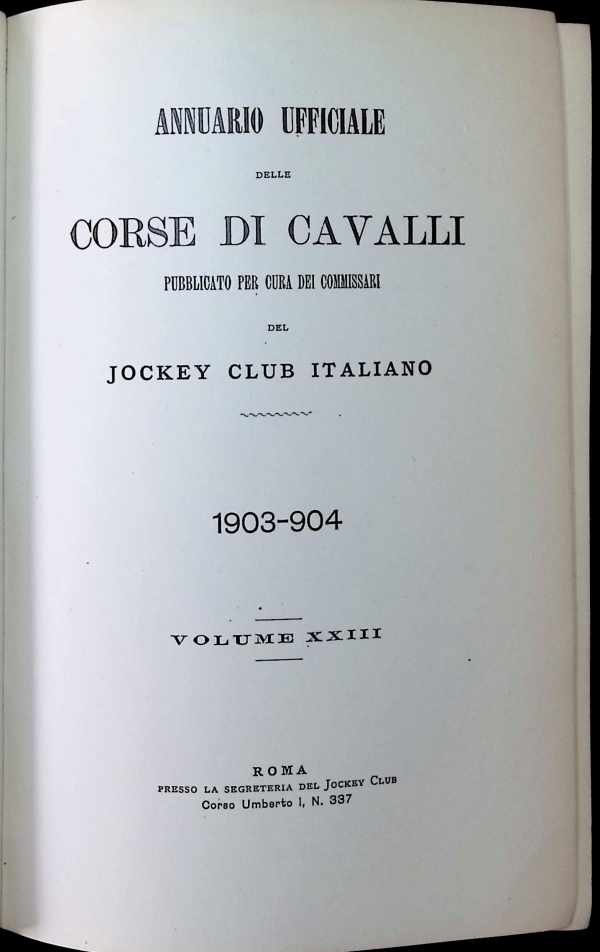 ANNUARIO UFFICIALE
DELLE
CORSE DI CAVALLI
PUBBLICATO PER CURA DEI COMMISSARI
DEL
JOCKEY CLUB ITALIANO
1903-904
VOLUME XXIII
ROMA
PRESSO LA SEGRETERIA DEL JOCKEY CLUB
Corso Umberto I, N. 337